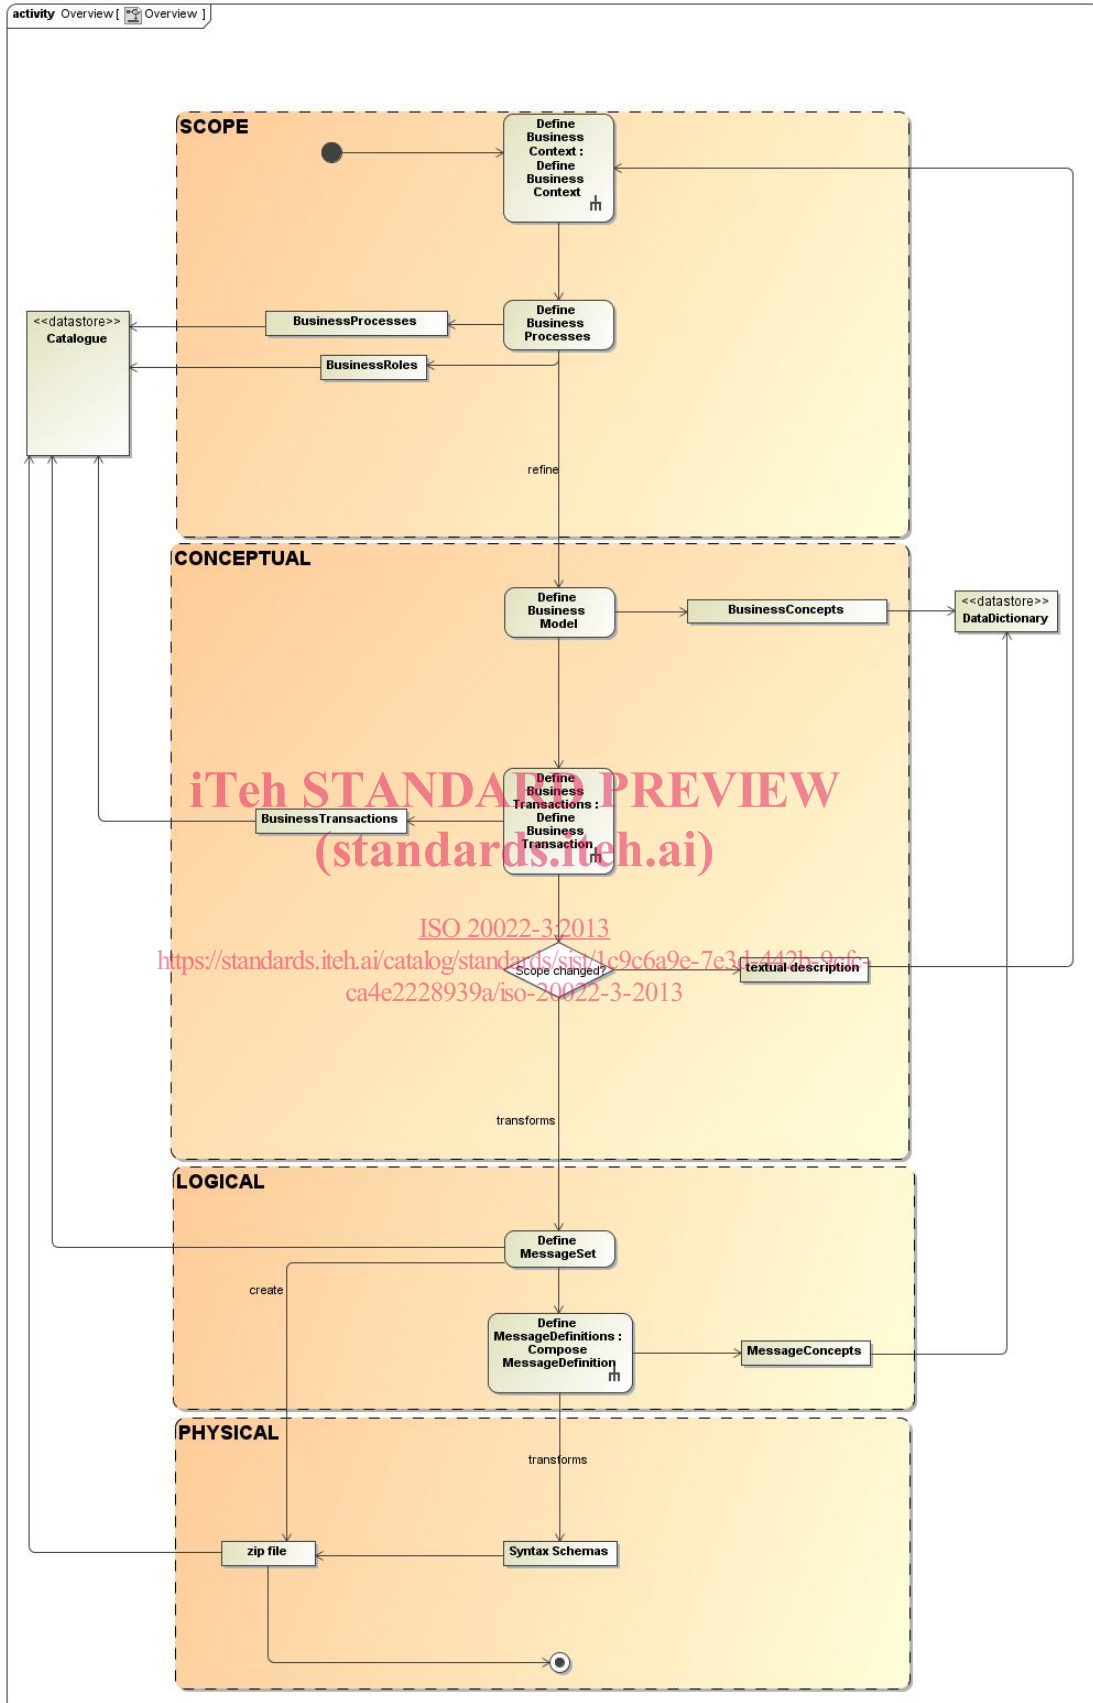 activity Overview [ Overview ]
SCOPE
Define
Business
Context :
Define
Business
Context
<<datastore>>
Catalogue
BusinessProcesses
Define
Business
Processes
BusinessRoles
refine
CONCEPTUAL
Define
Business
Model
BusinessConcepts
<<datastore>>
DataDictionary
iTeh STANDARD PREVIEW
(standards.iteh.ai)
Define
Business
Transactions :
Define
Business
Transaction
BusinessTransactions
ISO 20022-3:2013
https://standards.iteh.ai/catalog/standards/sist/1c9c6a9e-7e3d-442b-9cfc-
ca4e2228939a/iso-20022-3-2013
Scope changed?
textual description
transforms
LOGICAL
Define
MessageSet
create
Define
MessageDefinitions :
Compose
MessageDefinition
MessageConcepts
PHYSICAL
transforms
zip file
Syntax Schemas